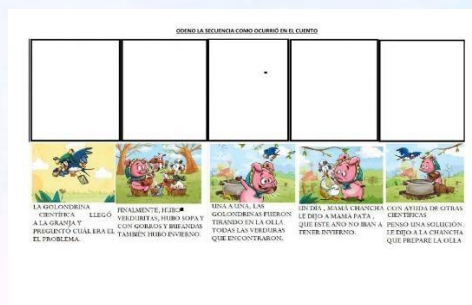 ODENO LA SECUENCIA COMO OCURRIÓ EN EL CUENTO
LA GOLONDRINA
CIENTÍFICA LLEGÓ
A LA GRANJA Y
PREGUNTO CUÁL ERA EL
EL PROBLEMA.
FINALMENTE, HUBO
VERDURITAS, HUBO SOPA Y
CON GORROS Y BUFANDAS
TAMBIÉN HUBO INVIERNO.
UNA A UNA, LAS
GOLONDRINAS FUERON
TIRANDO EN LA OLLA
TODAS LAS VERDURAS
QUE ENCONTRARON.
UN DÍA , MAMÁ CHANCHA
LE DIJO A MAMÁ PATA ,
QUE ESTE AÑO NO IBAN A
TENER INVIERNO.
CON AYUDA DE OTRAS
CIENTÍFICAS
PENSO UNA SOLUCIÓN.
LE DIJO A LA CHANCHA
QUE PREPARE LA OLLA